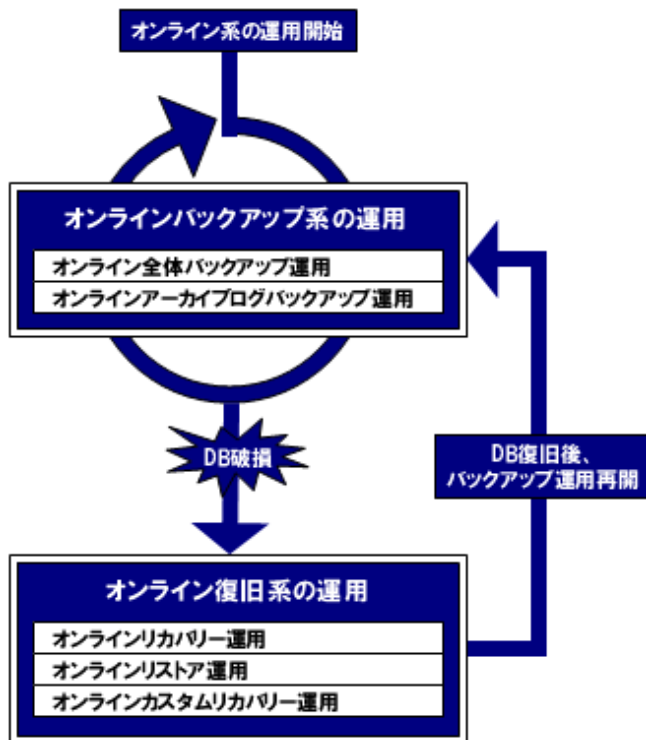 オンライン系の運用開始
オンラインバックアップ系の運用
オンライン全体バックアップ運用
オンラインアーカイブログバックアップ運用
DB破損
DB復旧後、
バックアップ運用再開
オンライン復旧系の運用
オンラインリカバリー運用
オンラインリストア運用
オンラインカスタムリカバリー運用